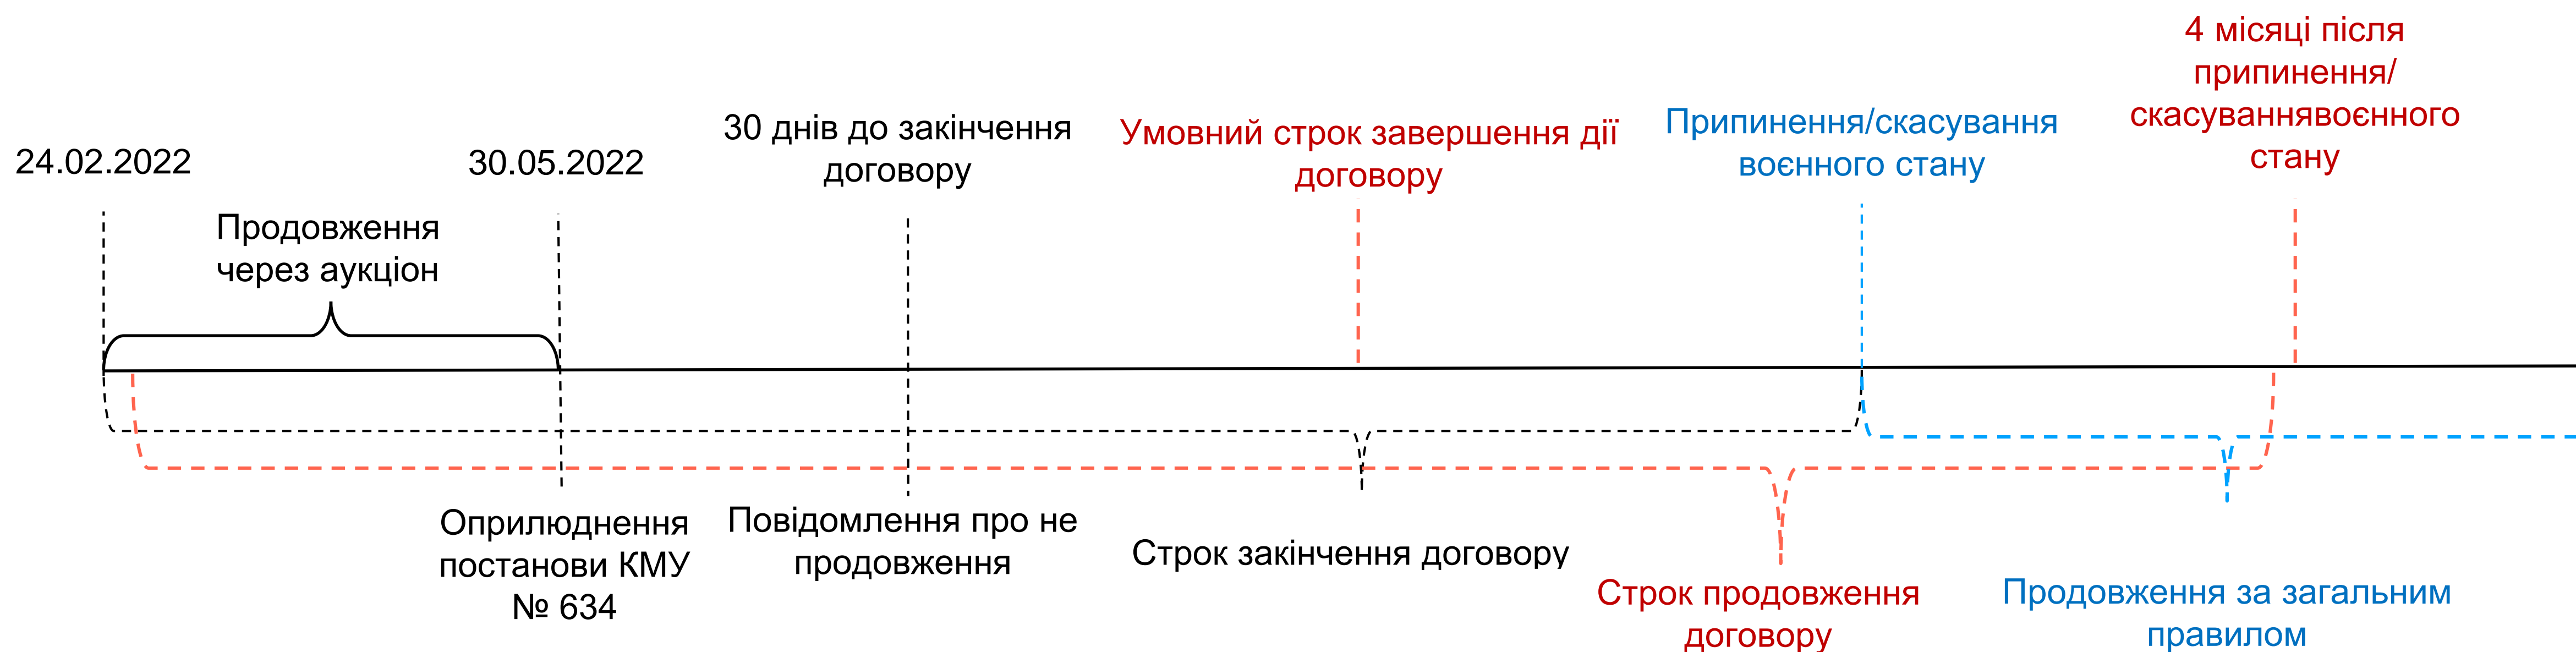 24.02.2022
Продовження
через аукціон
30.05.2022
30 днів до закінчення
договору
Умовний строк завершення дії
договору
Припинення/скасування
воєнного стану
4 місяці після
припинення/
скасуваннявоєнного
стану
Оприлюднення
постанови КМУ
№ 634
Повідомлення про не
продовження
Строк закінчення договору
Строк продовження
договору
Продовження за загальним
правилом